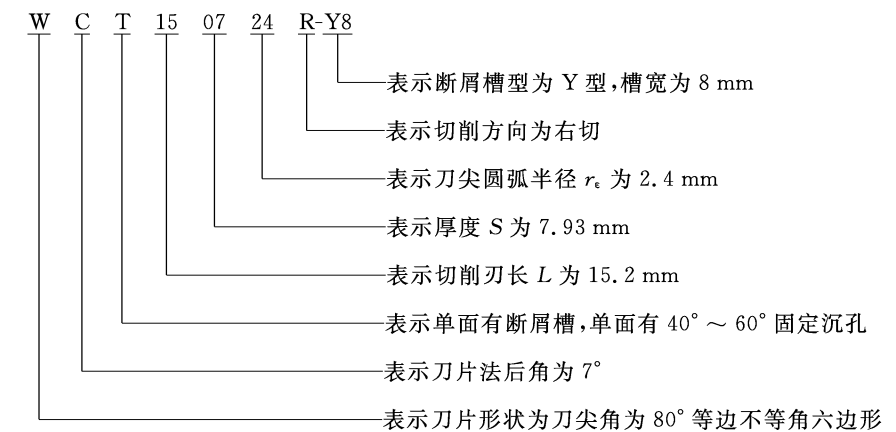 W C T 15 07 24 R-Y8
表示断屑槽型为 Y 型,槽宽为 8 mm
表示切削方向为右切
表示刀尖圆弧半径 rε 为 2.4 mm
表示厚度 S 为 7.93 mm
表示切削刃长 L 为 15.2 mm
表示单面有断屑槽,单面有 40°～60°固定沉孔
表示刀片法后角为 7°
表示刀片形状为刀尖角为 80°等边不等角六边形